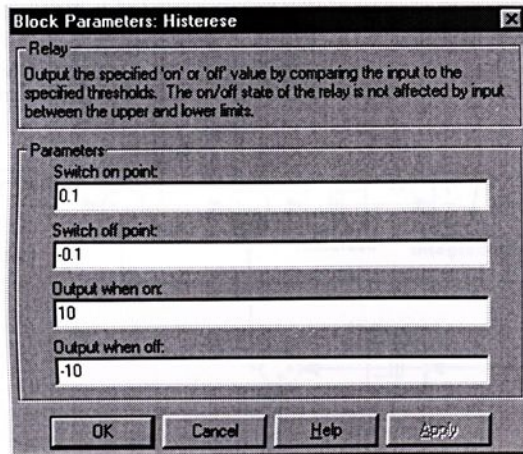 Block Parameters: Histerese
Relay
Output the specified 'on' or 'off' value by comparing the input to the
specified thresholds. The on/off state of the relay is not affected by input
between the upper and lower limits.
Parameters
Switch on point:
0.1
Switch off point:
-0.1
Output when on:
10
Output when off:
-10
OK
Cancel
Help
Apply